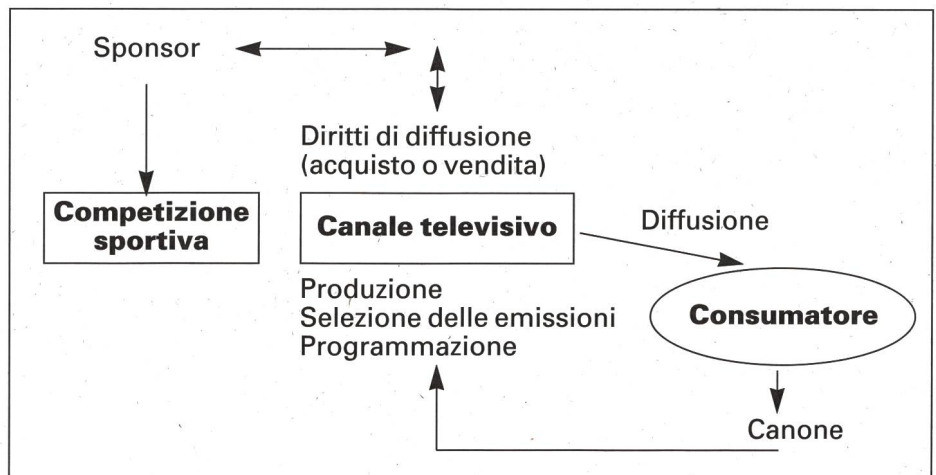 Sponsor
Diritti di diffusione
(acquisto o vendita)
Competizione
sportiva
Canale televisivo
Diffusione
Produzione
Selezione delle emissioni
Programmazione
Consumatore
Canone